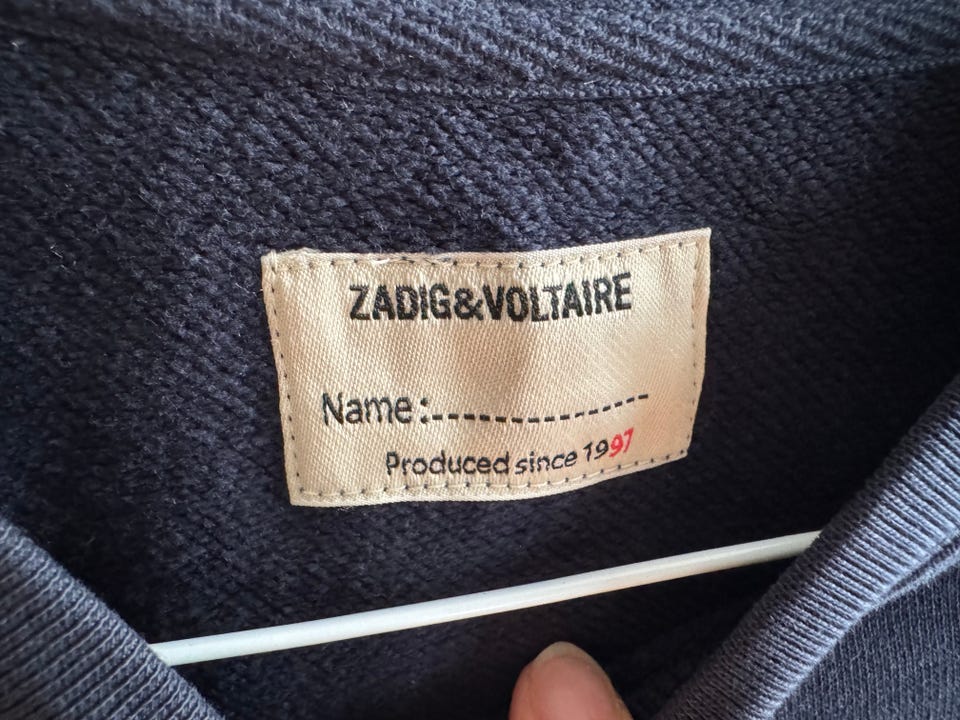 ZADIG&VOLTAIRE
Name:----------------
Produced since 1997